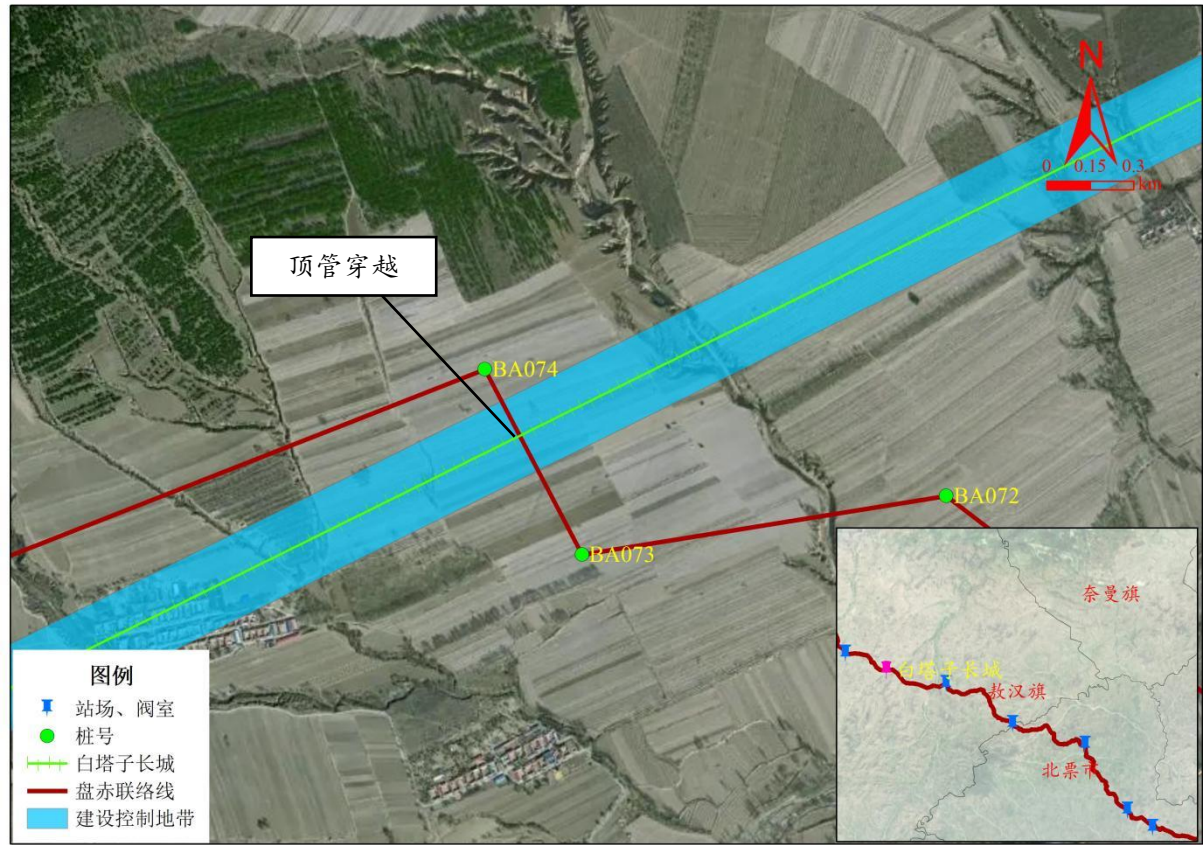 N
0 0.15 0.3
km
顶管穿越
BA074
BA072
BA073
奈曼旗
白塔子长城
敖汉旗
北票市
图例
站场、阀室
桩号
白塔子长城
盘赤联络线
建设控制地带